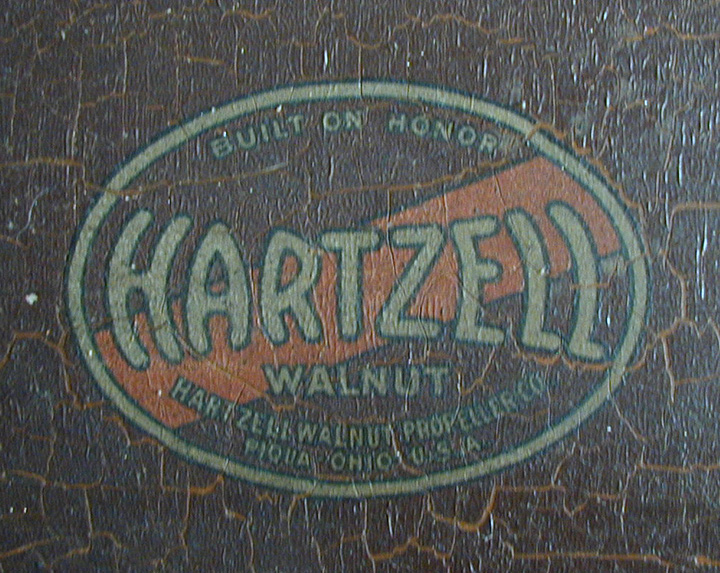 BUILT ON HONOR
HARTZELL
WALNUT
HARTZELL WALNUT PROPELLER CO
PIQUA OHIO U.S.A.